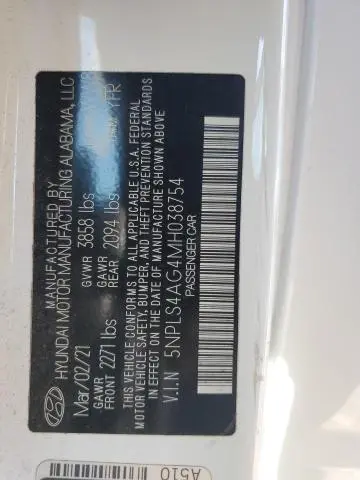 MANUFACTURED BY
HYUNDAI MOTOR MANUFACTURING ALABAMA, LLC
Mar/02/21 GVWR 3858 lbs
GAWR FRONT 2271 lbs GAWR REAR 2094 lbs YFR
THIS VEHICLE CONFORMS TO ALL APPLICABLE U.S.A. FEDERAL
MOTOR VEHICLE SAFETY, BUMPER, AND THEFT PREVENTION STANDARDS
IN EFFECT ON THE DATE OF MANUFACTURE SHOWN ABOVE.
V.I.N 5NPLS4AG4MH038754
PASSENGER CAR
A510